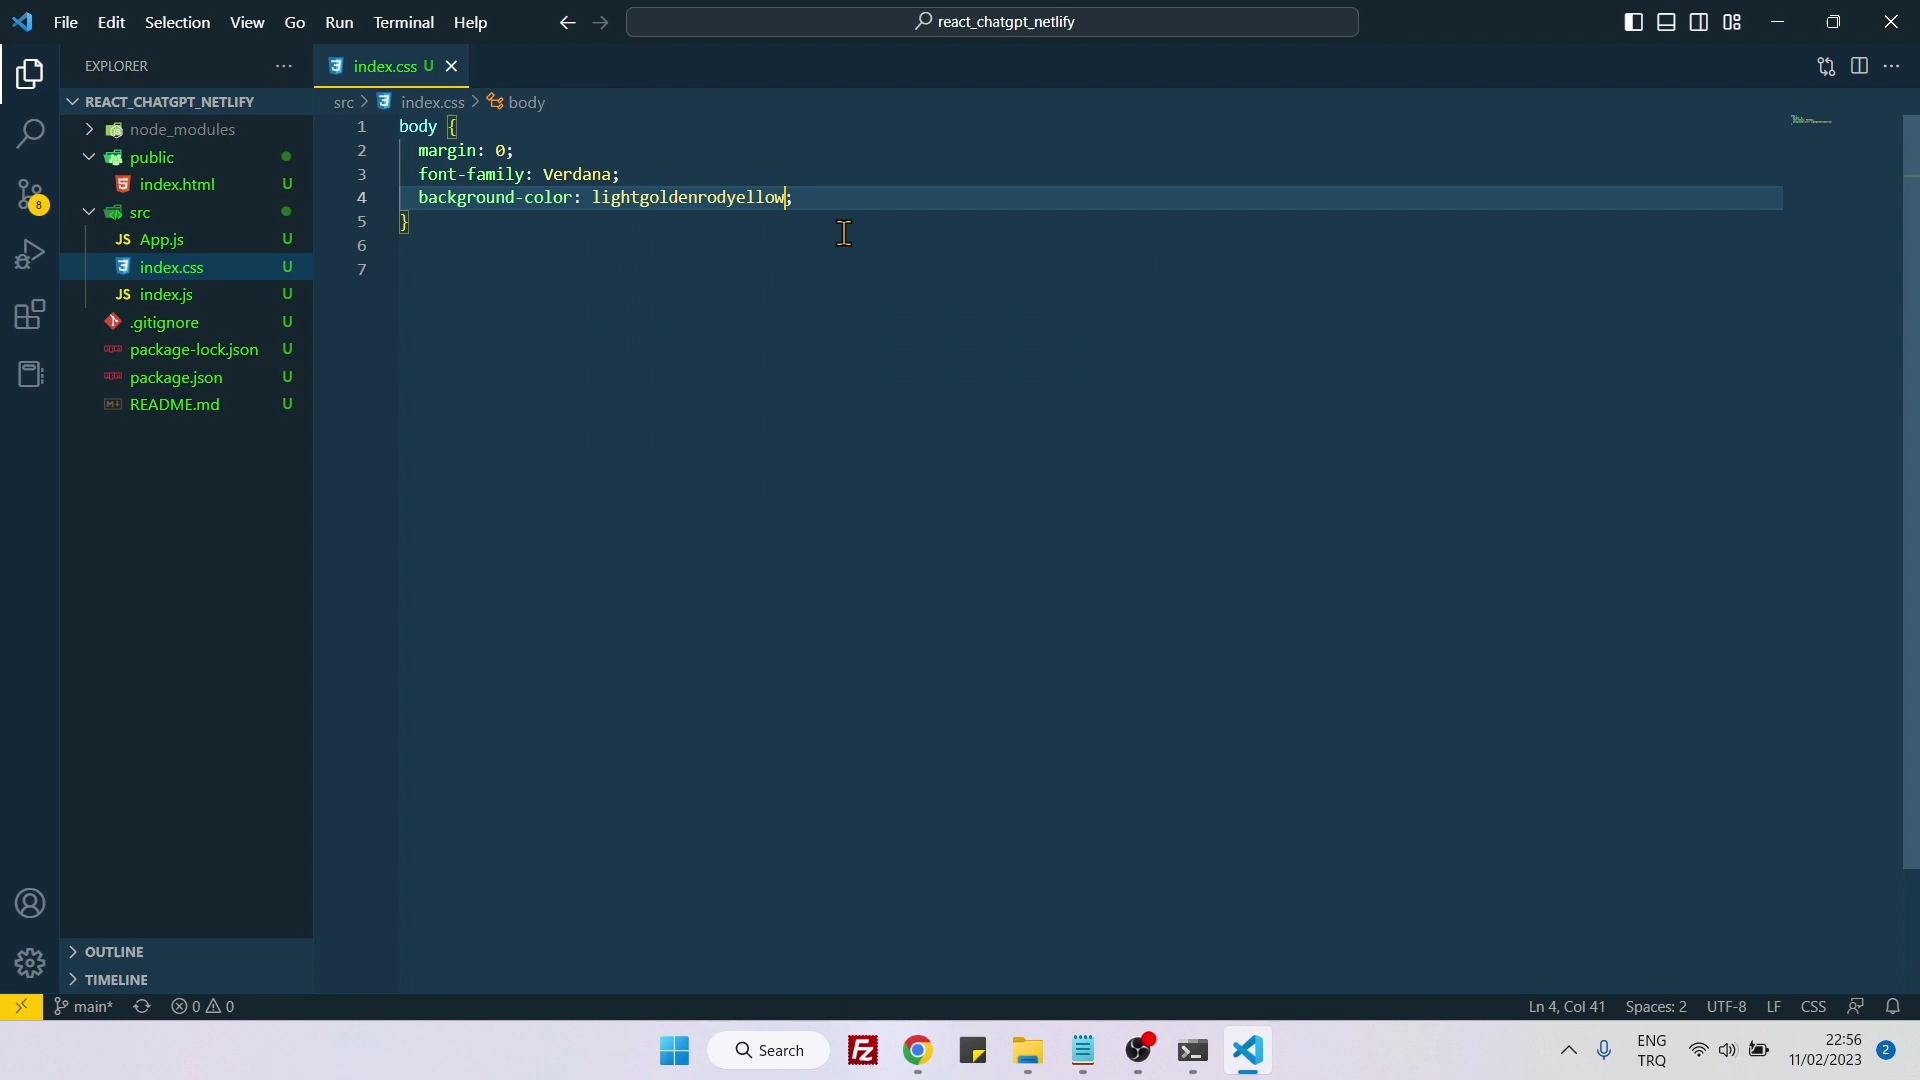 File Edit Selection View Go Run Terminal Help
react_chatgpt_netlify
EXPLORER
REACT_CHATGPT_NETLIFY
node_modules
public
index.html U
src
JS App.js U
index.css U
JS index.js U
.gitignore U
package-lock.json U
package.json U
README.md U
OUTLINE
TIMELINE
8
index.css U
src > index.css > body
1 body {
2 margin: 0;
3 font-family: Verdana;
4 background-color: lightgoldenrodyellow;
5 }
6
7
main*
0 0
Ln 4, Col 41 Spaces: 2 UTF-8 LF CSS
Search
Fz
ENG
TRQ
22:56
11/02/2023
2